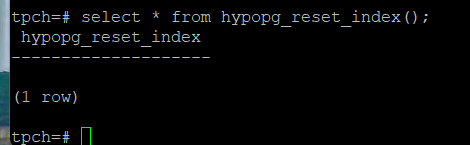 tpch=# select * from hypopg_reset_index();
 hypopg_reset_index
--------------------

(1 row)

tpch=#